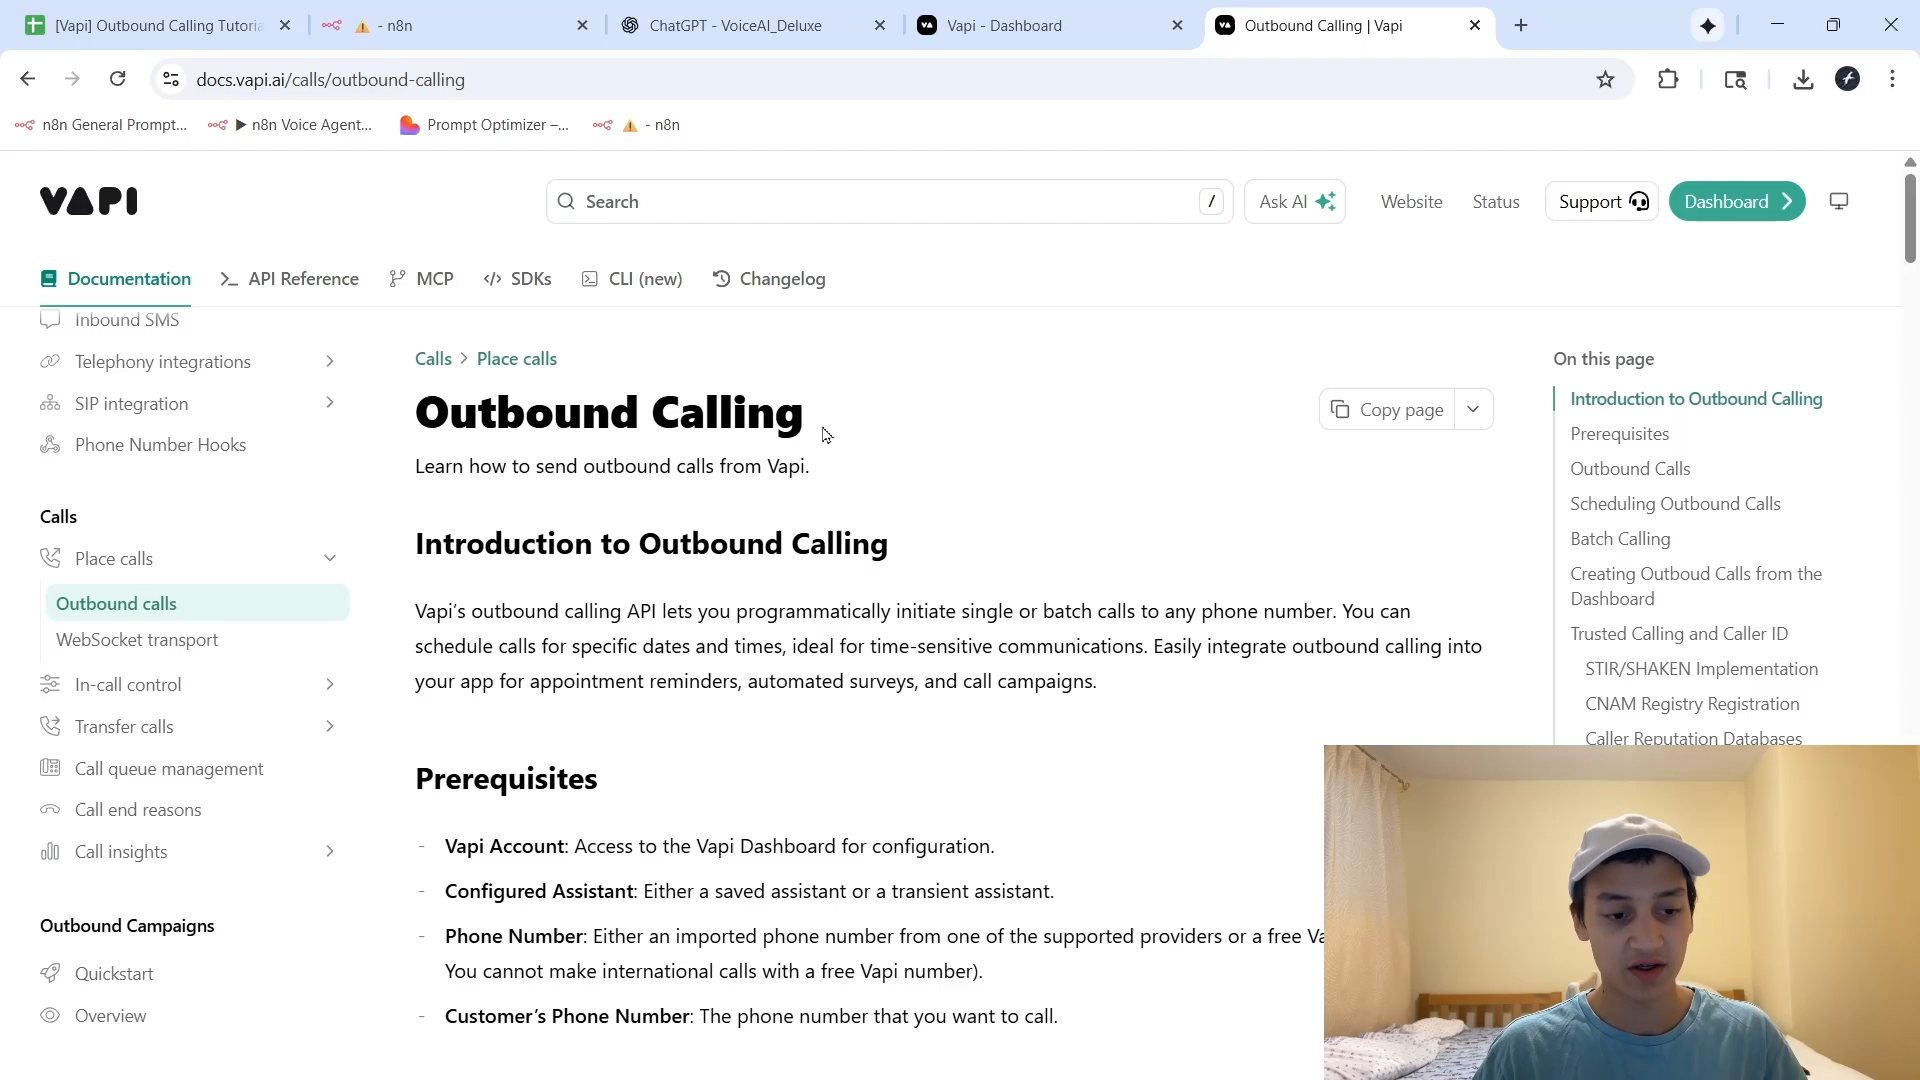 [Vapi] Outbound Calling Tutoria
- n8n
ChatGPT - VoiceAI_Deluxe
Vapi - Dashboard
Outbound Calling | Vapi
docs.vapi.ai/calls/outbound-calling
n8n General Prompt...
n8n Voice Agent...
Prompt Optimizer –...
- n8n
VAPI
Search
/
Ask AI
Website
Status
Support
Dashboard
Documentation
API Reference
MCP
SDKs
CLI (new)
Changelog
Inbound SMS
Telephony integrations
SIP integration
Phone Number Hooks
Calls
Place calls
Outbound calls
WebSocket transport
In-call control
Transfer calls
Call queue management
Call end reasons
Call insights
Outbound Campaigns
Quickstart
Overview
Calls > Place calls
Outbound Calling
Copy page
Learn how to send outbound calls from Vapi.
Introduction to Outbound Calling
Vapi’s outbound calling API lets you programmatically initiate single or batch calls to any phone number. You can
schedule calls for specific dates and times, ideal for time-sensitive communications. Easily integrate outbound calling into
your app for appointment reminders, automated surveys, and call campaigns.
Prerequisites
- Vapi Account: Access to the Vapi Dashboard for configuration.
- Configured Assistant: Either a saved assistant or a transient assistant.
- Phone Number: Either an imported phone number from one of the supported providers or a free
You cannot make international calls with a free Vapi number).
- Customer’s Phone Number: The phone number that you want to call.
On this page
Introduction to Outbound Calling
Prerequisites
Outbound Calls
Scheduling Outbound Calls
Batch Calling
Creating Outboud Calls from the
Dashboard
Trusted Calling and Caller ID
STIR/SHAKEN Implementation
CNAM Registry Registration
Caller Reputation Databases